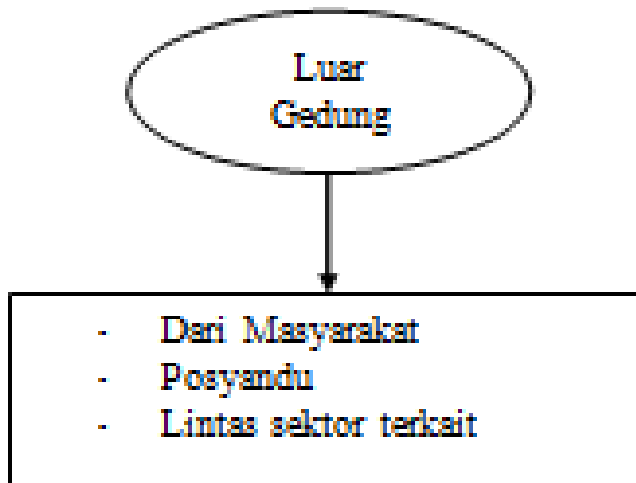 Luar
Gedung
- Dari Masyarakat
- Posyandu
- Lintas sektor terkait